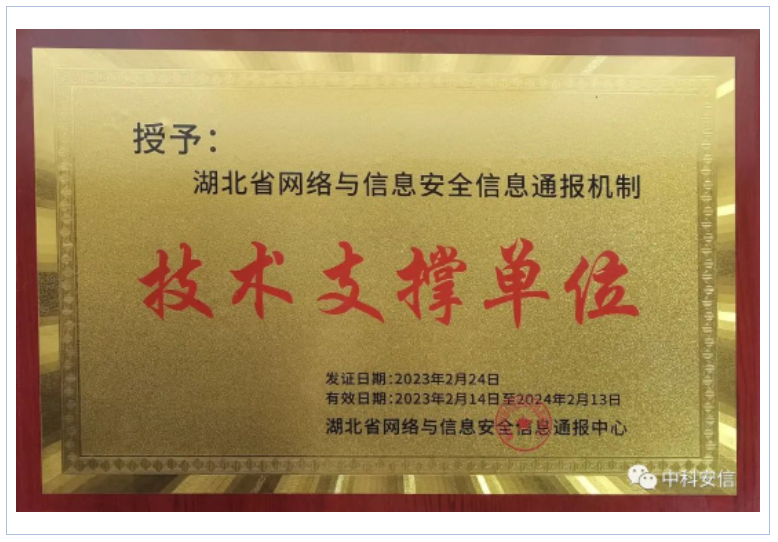 授予：
湖北省网络与信息安全信息通报机制
技术支撑单位
发证日期:2023年2月24日
有效日期:2023年2月14日至2024年2月13日
湖北省网络与信息安全信息通报中心
中科安信